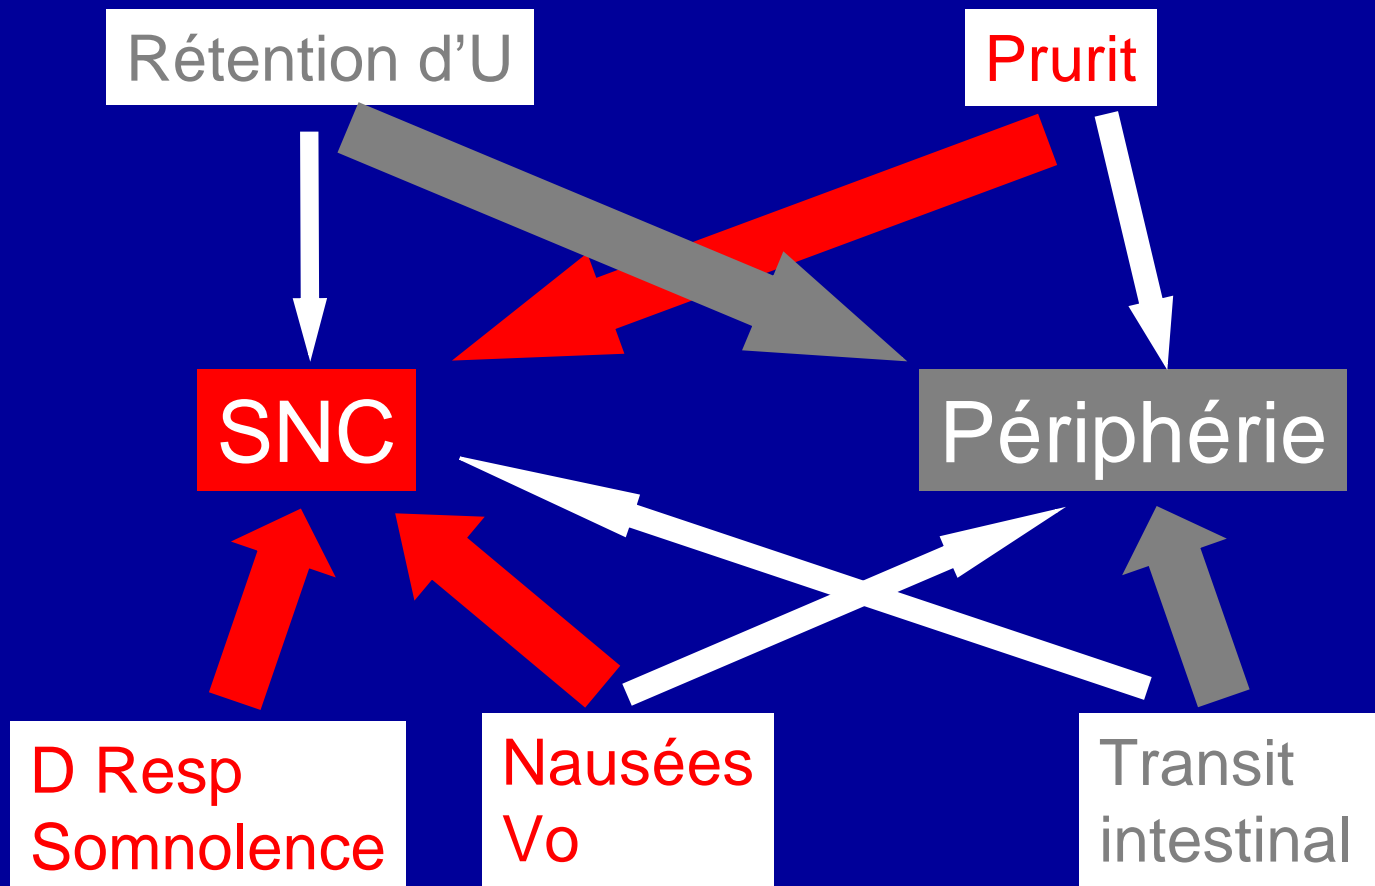 Rétention d’U
Prurit
SNC
Périphérie
D Resp
Somnolence
Nausées
Vo
Transit
intestinal